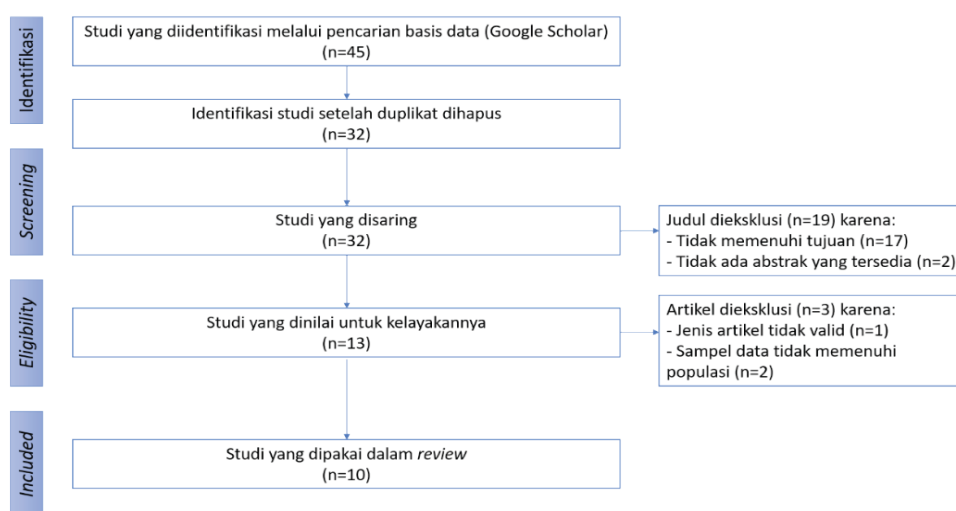 Identifikasi
Studi yang diidentifikasi melalui pencarian basis data (Google Scholar)
(n=45)
Identifikasi studi setelah duplikat dihapus
(n=32)
Screening
Studi yang disaring
(n=32)
Judul dieksklusi (n=19) karena:
- Tidak memenuhi tujuan (n=17)
- Tidak ada abstrak yang tersedia (n=2)
Eligibility
Studi yang dinilai untuk kelayakannya
(n=13)
Artikel dieksklusi (n=3) karena:
- Jenis artikel tidak valid (n=1)
- Sampel data tidak memenuhi
populasi (n=2)
Included
Studi yang dipakai dalam review
(n=10)